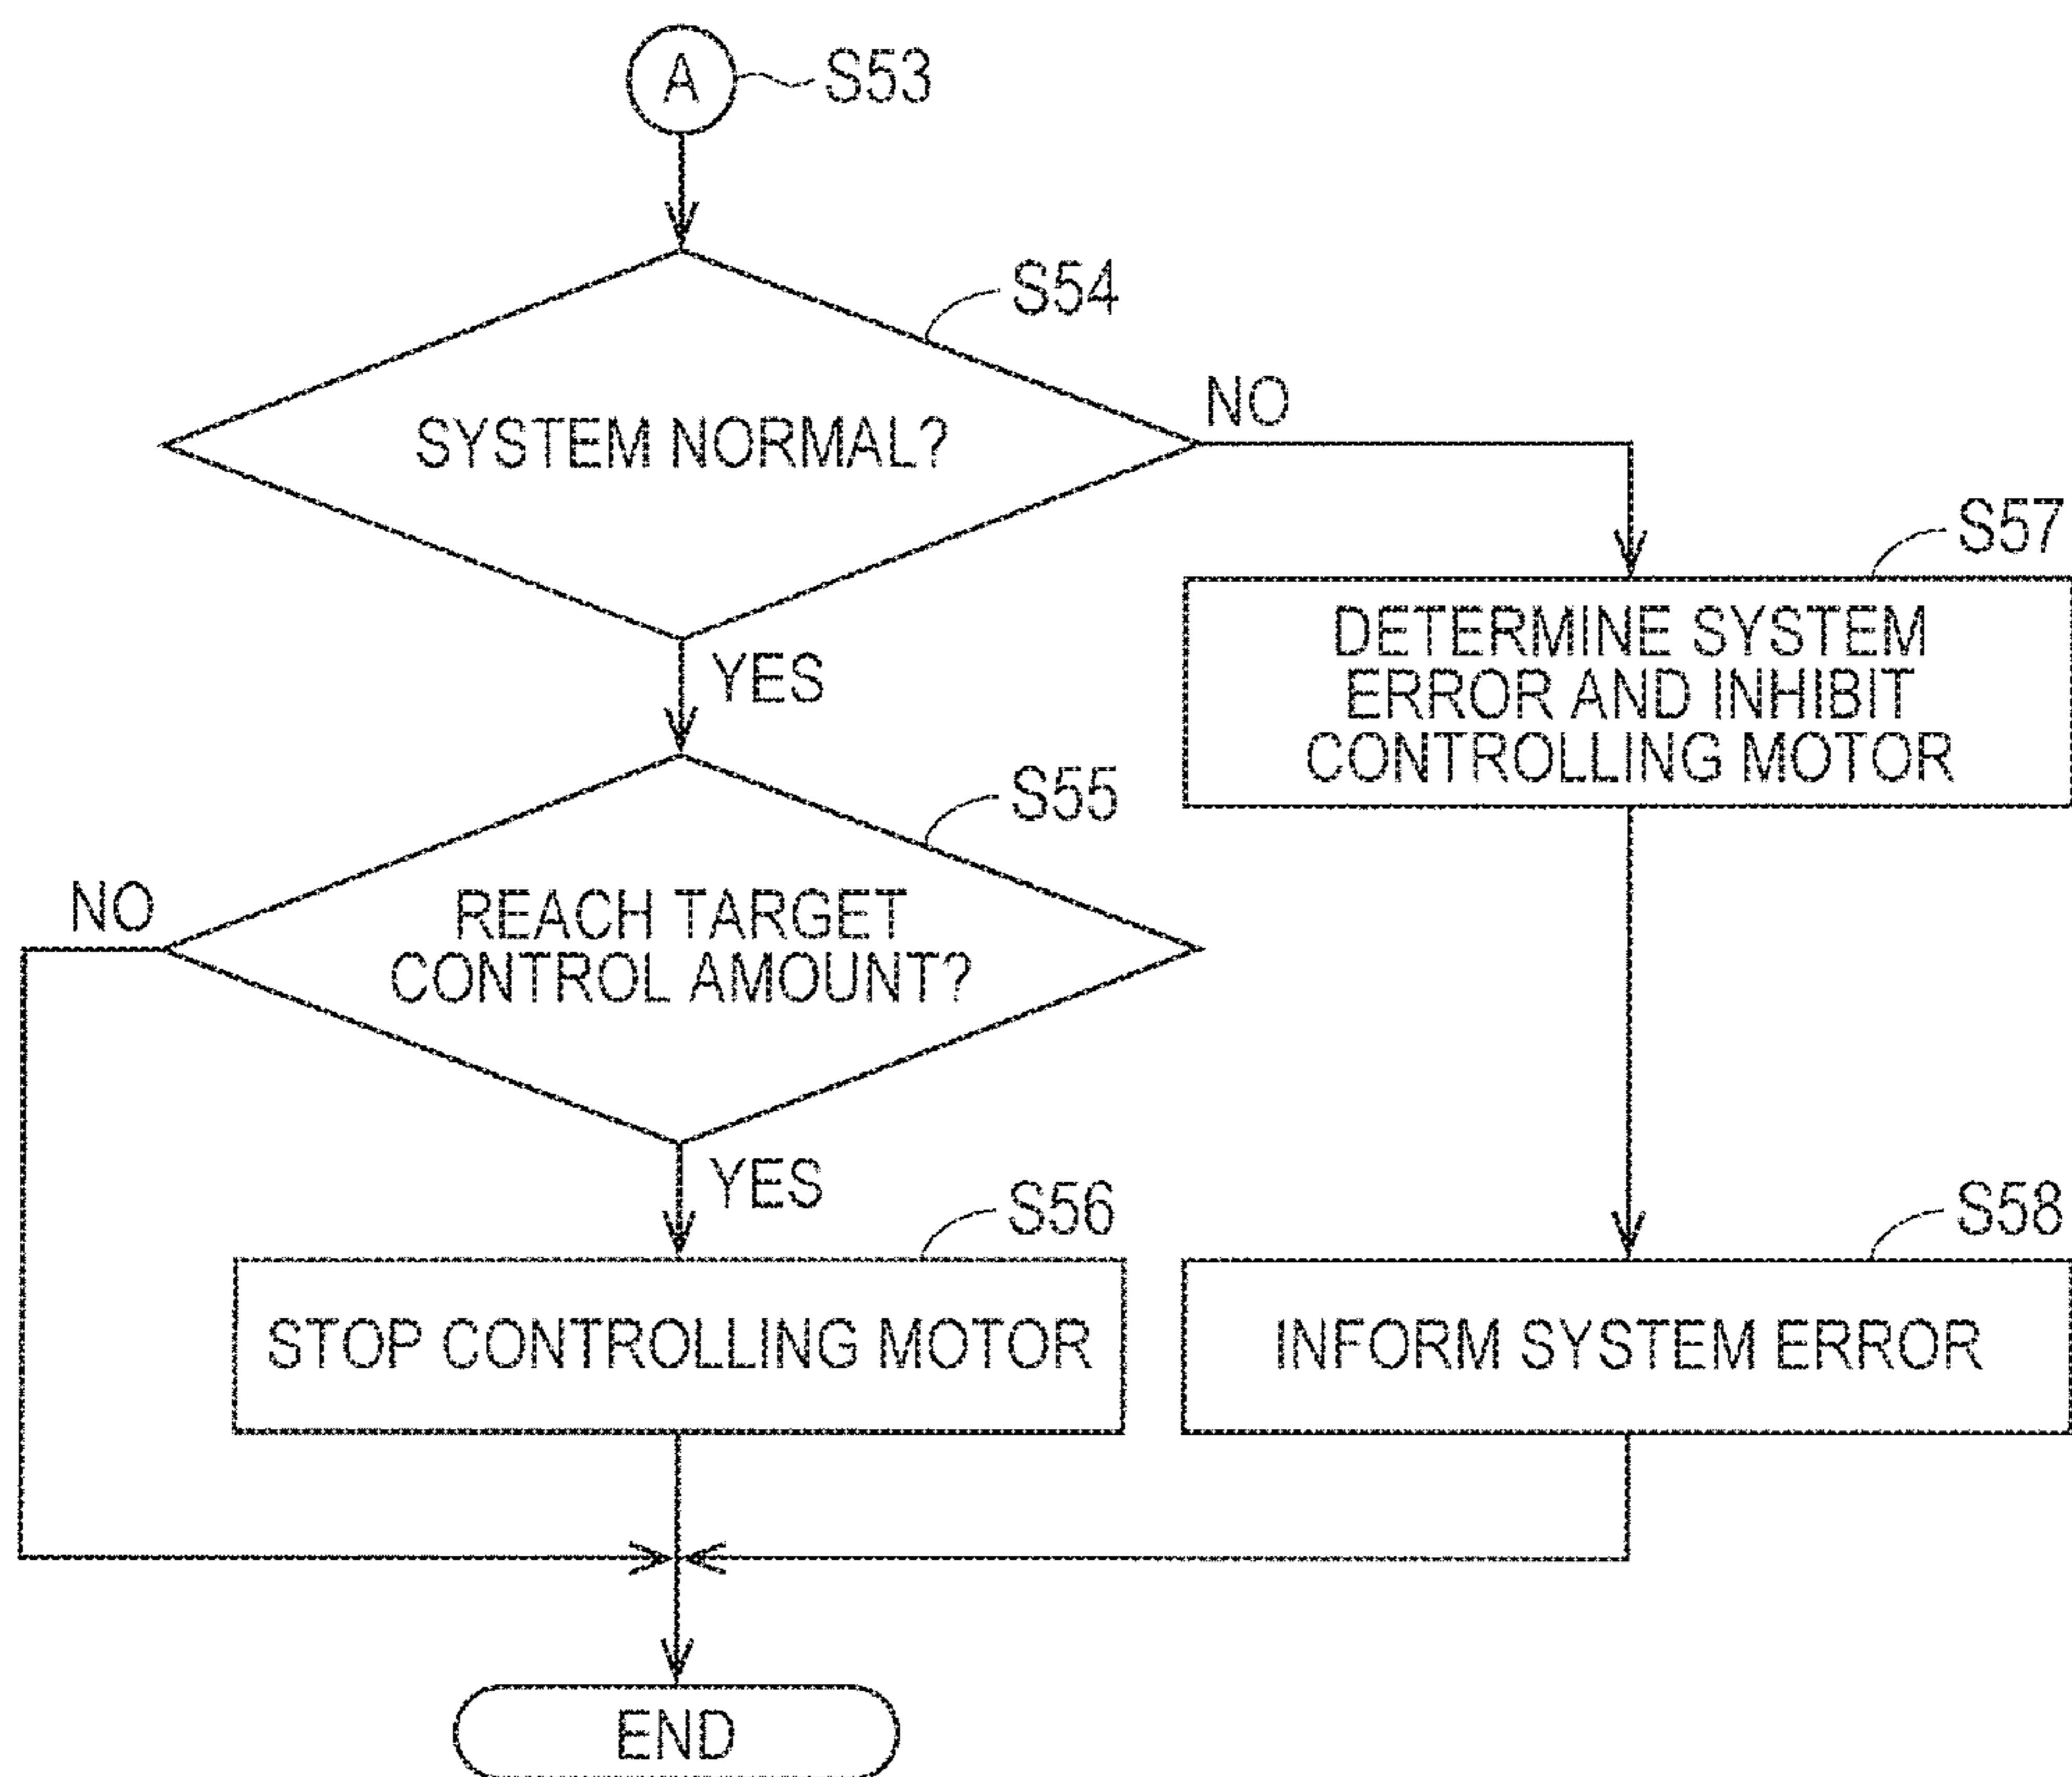 A
S53
S54
SYSTEM NORMAL?
NO
YES
S57
DETERMINE SYSTEM
ERROR AND INHIBIT
CONTROLLING MOTOR
S55
NO
REACH TARGET
CONTROL AMOUNT?
YES
S56
STOP CONTROLLING MOTOR
S58
INFORM SYSTEM ERROR
END